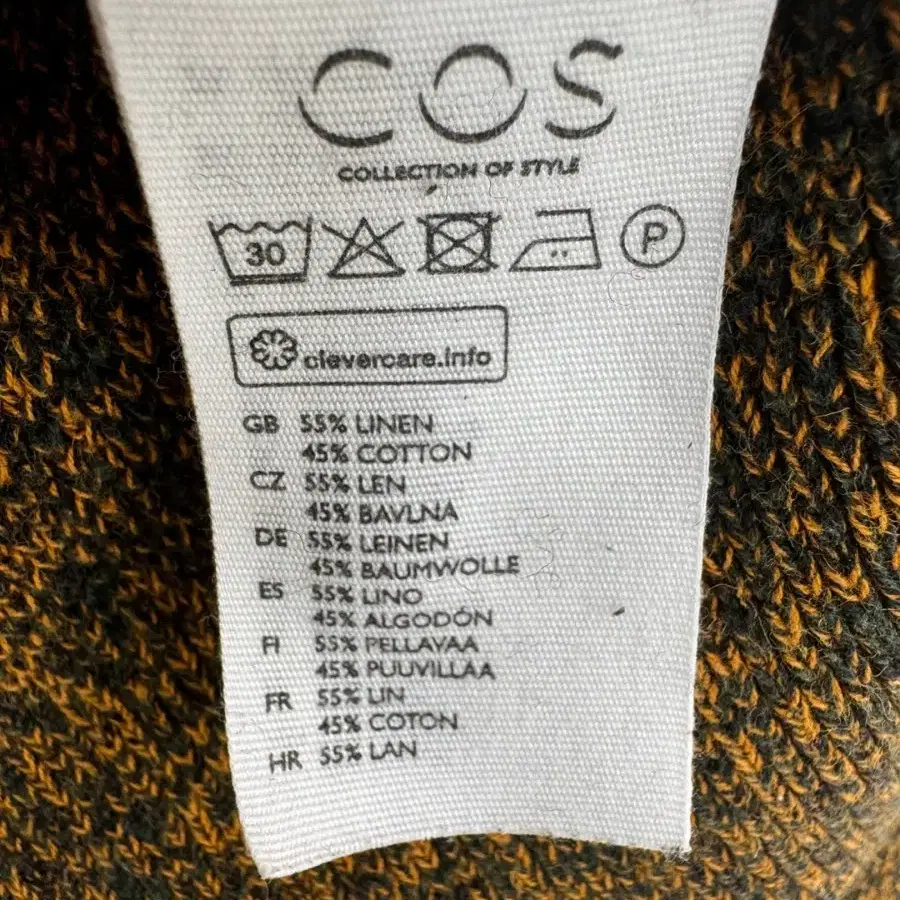 COS
COLLECTION OF STYLE
30 P
clevercare.info
GB 55% LINEN
45% COTTON
CZ 55% LEN
45% BAVLNA
DE 55% LEINEN
45% BAUMWOLLE
ES 55% LINO
45% ALGODÓN
FI 55% PELLAVAA
45% PUUVILLAA
FR 55% LIN
45% COTON
HR 55% LAN